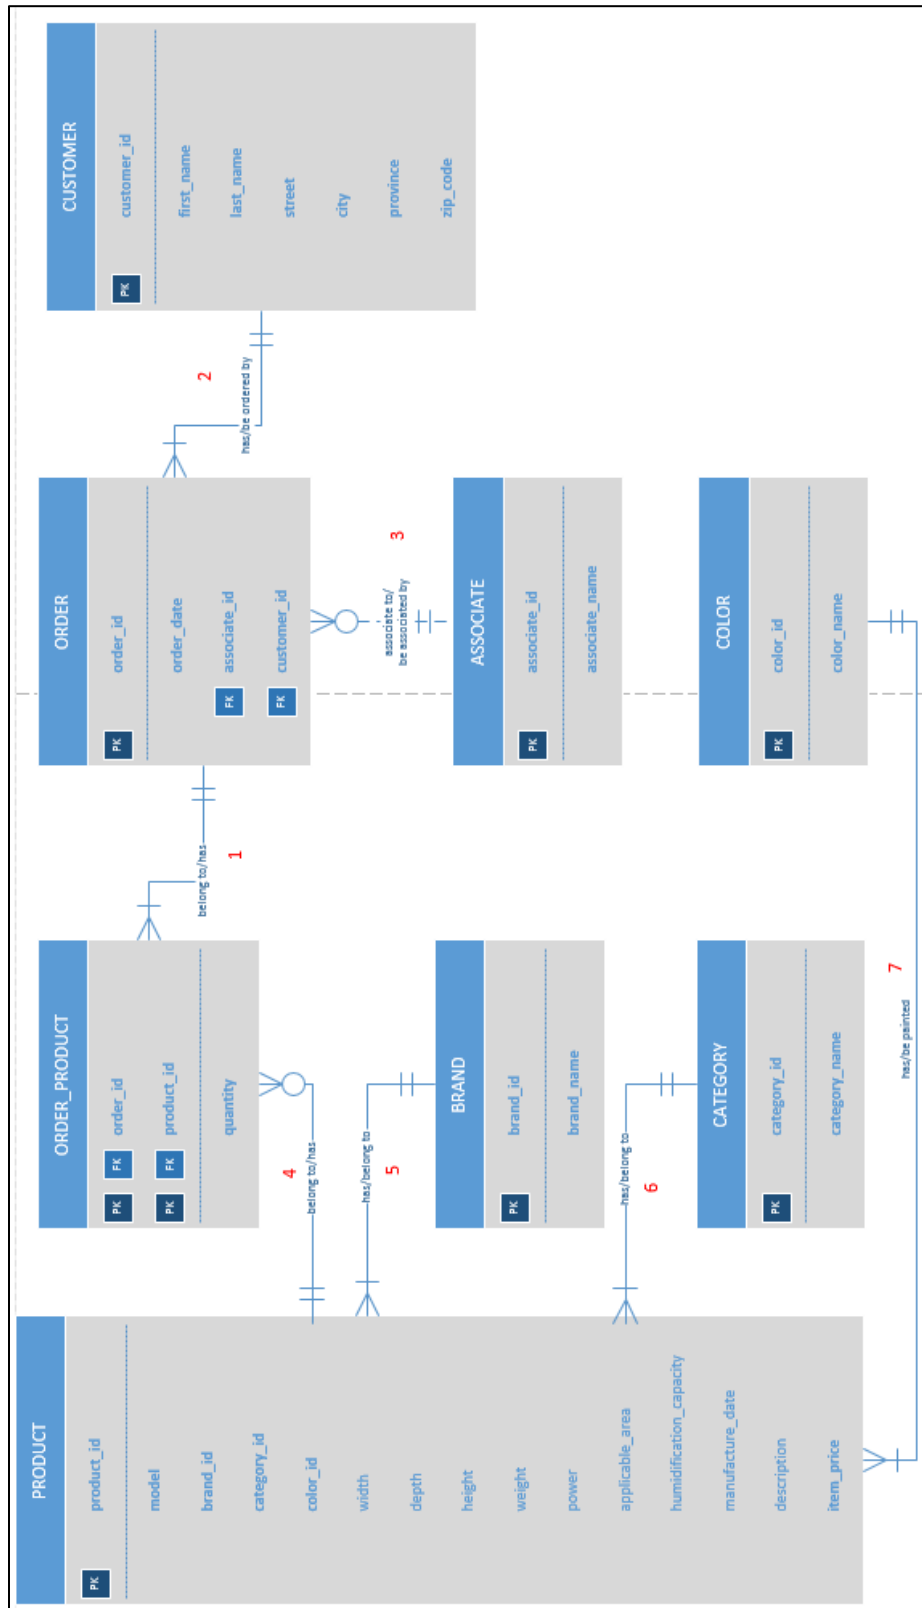 PRODUCT
PK product_id
model
brand_id
category_id
color_id
width
depth
height
weight
power
applicable_area
humidification_capacity
manufacture_date
description
item_price
ORDER_PRODUCT
PK FK order_id
PK FK product_id
quantity
4
belong to/has
5
has/belong to
BRAND
PK brand_id
brand_name
6
has/belong to
CATEGORY
PK category_id
category_name
7
has/be painted
belong to/has
1
ORDER
PK order_id
order_date
FK associate_id
FK customer_id
associate to/
be associated by
3
ASSOCIATE
PK associate_id
associate_name
COLOR
PK color_id
color_name
2
has/be ordered by
CUSTOMER
PK customer_id
first_name
last_name
street
city
province
zip_code